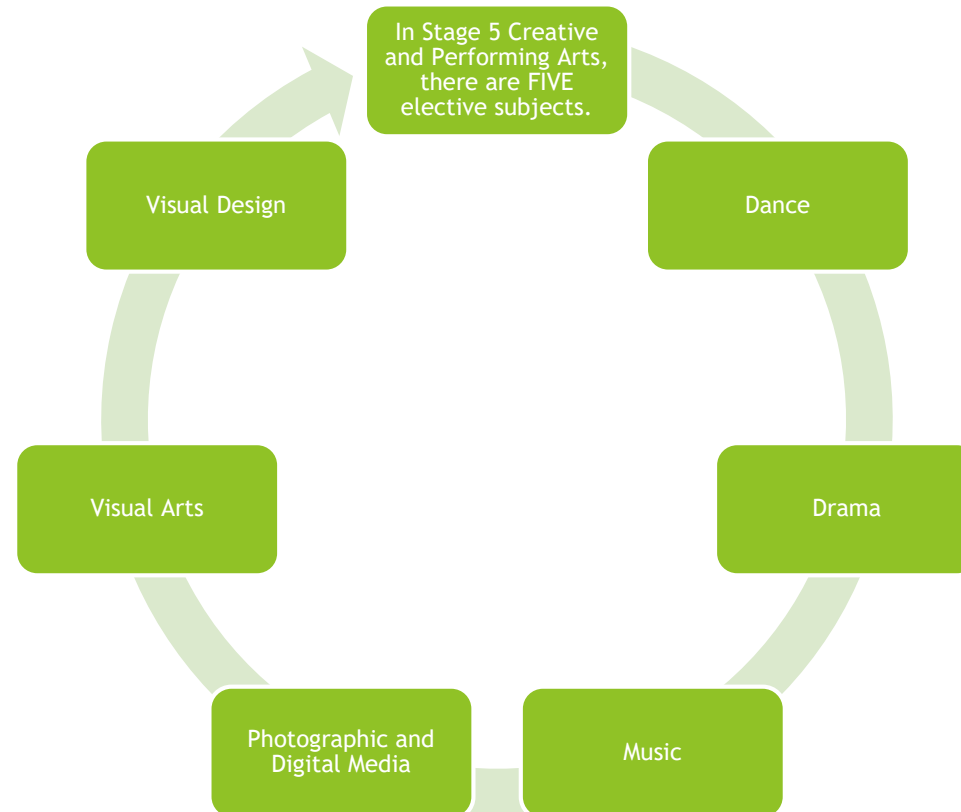 In Stage 5 Creative
and Performing Arts,
there are FIVE
elective subjects.
Dance
Drama
Music
Photographic and
Digital Media
Visual Arts
Visual Design